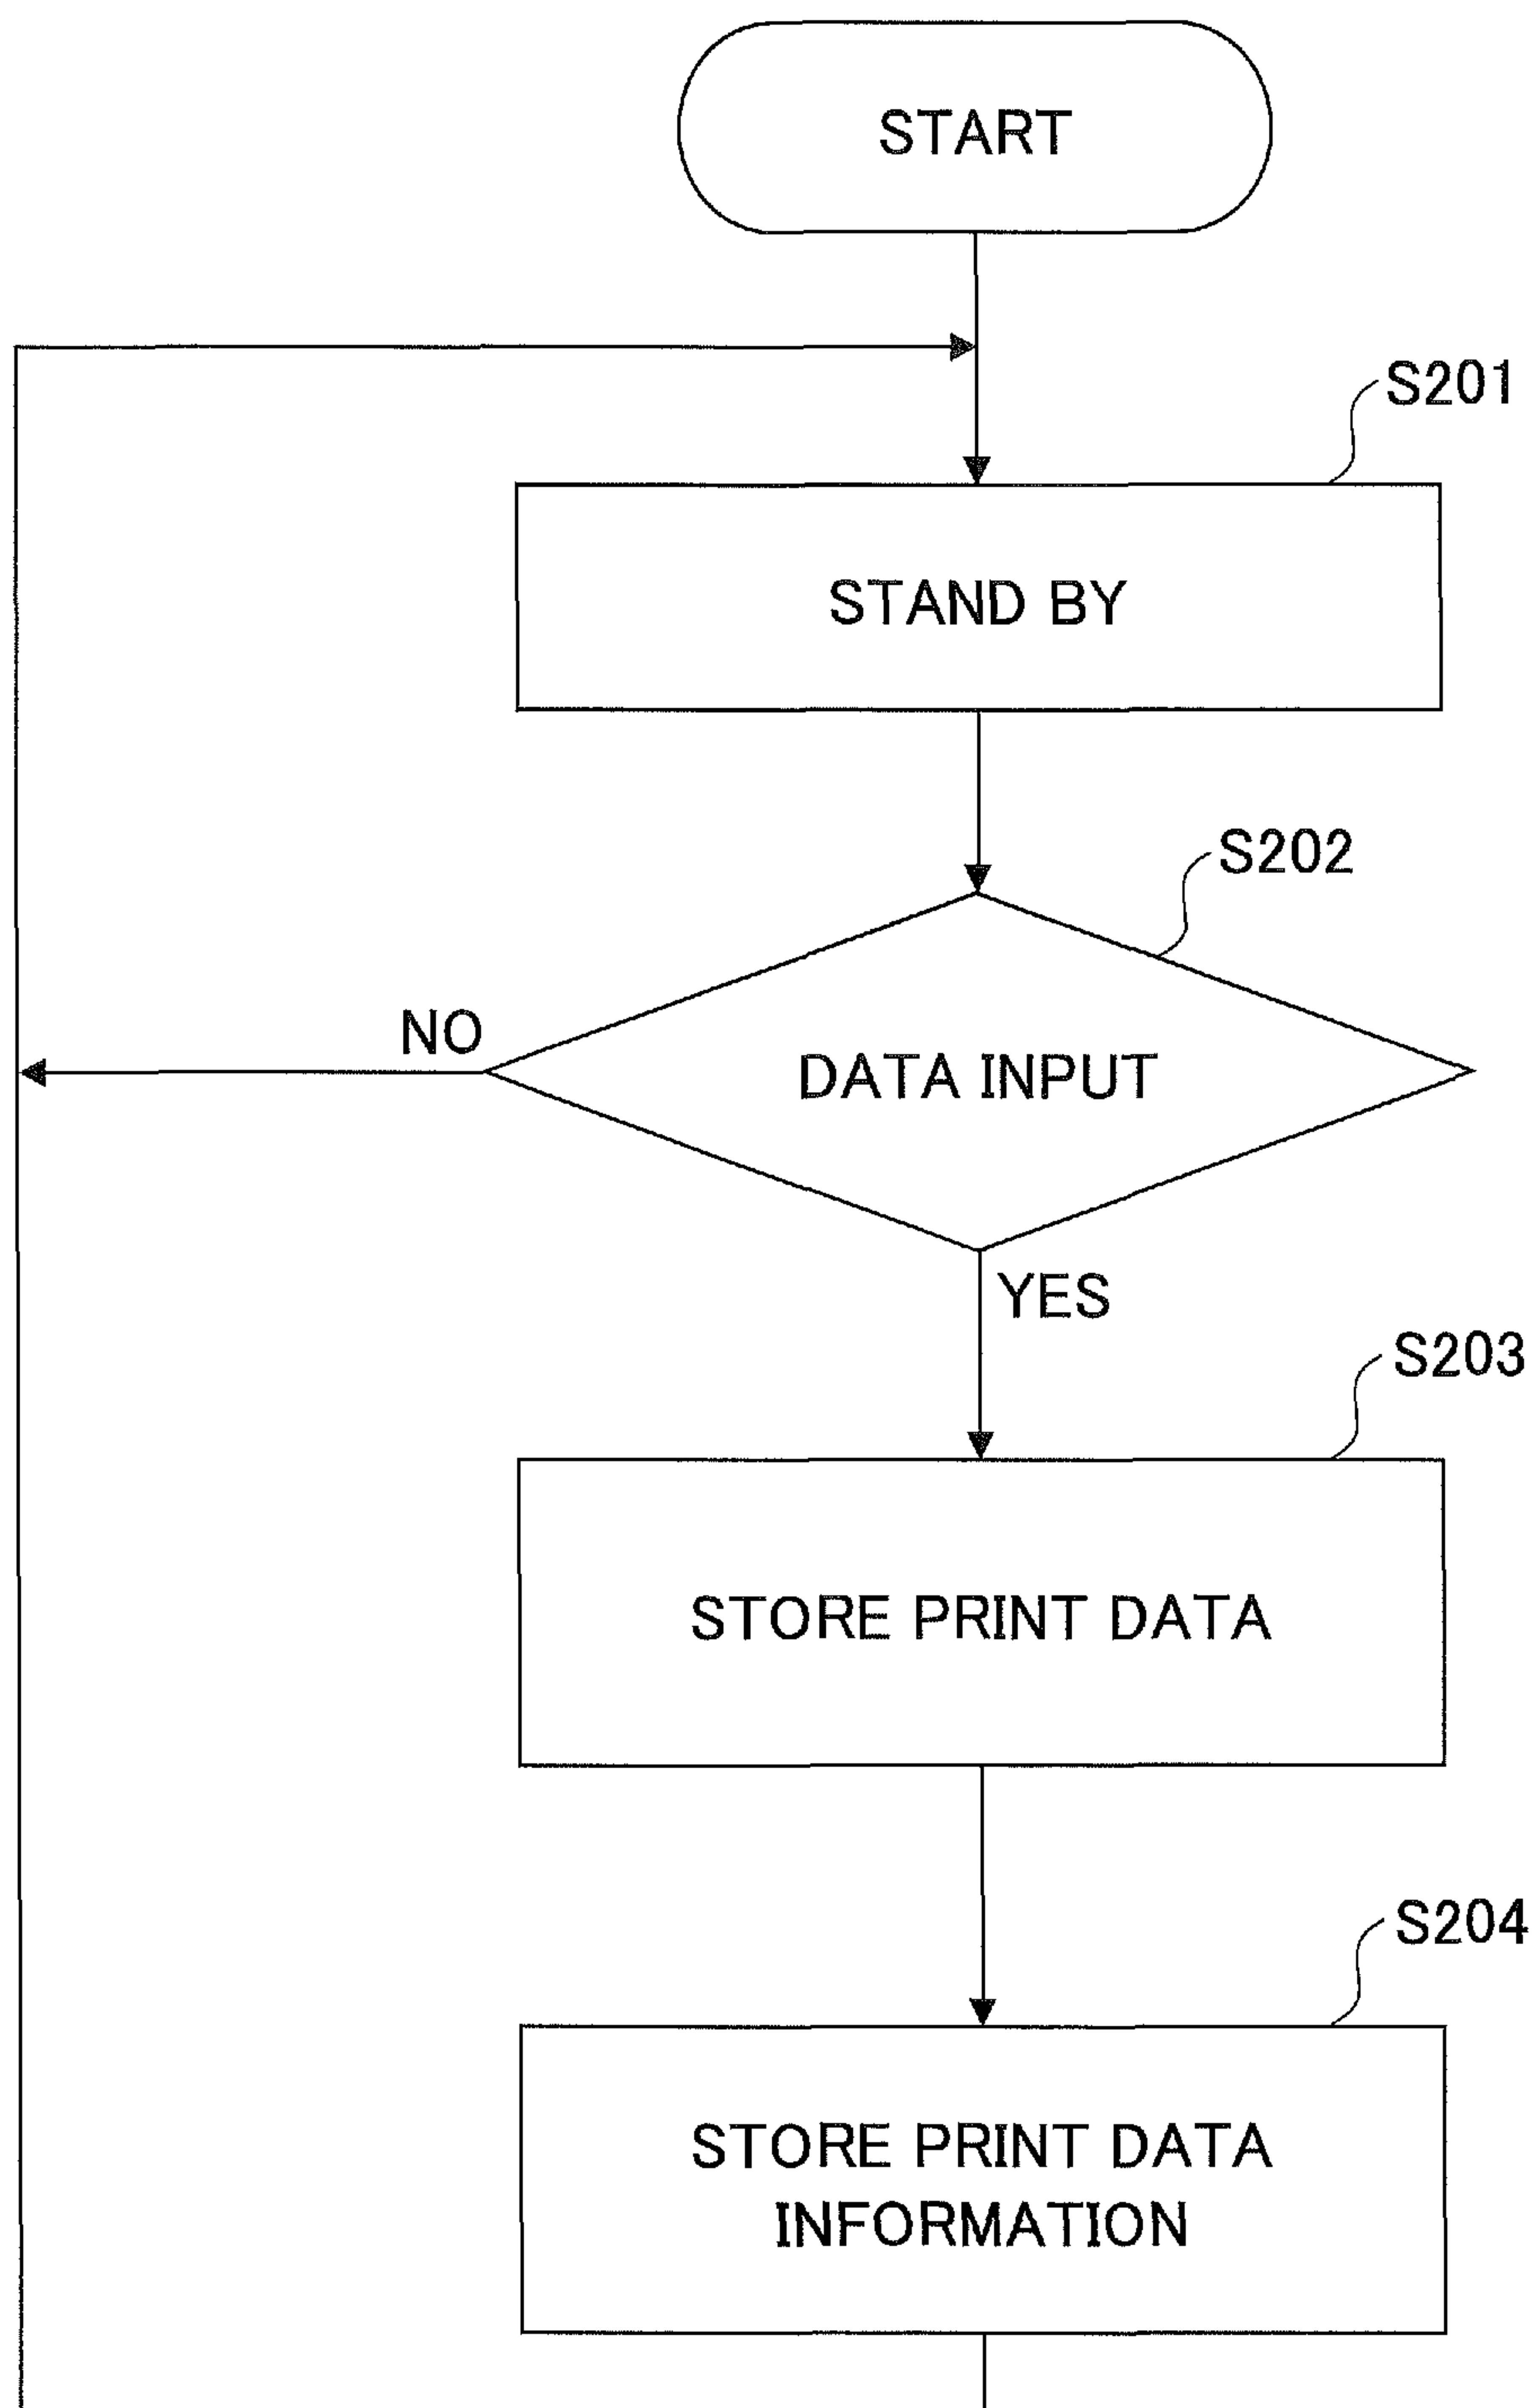 START
S201
STAND BY
S202
NO
DATA INPUT
YES
S203
STORE PRINT DATA
S204
STORE PRINT DATA
INFORMATION